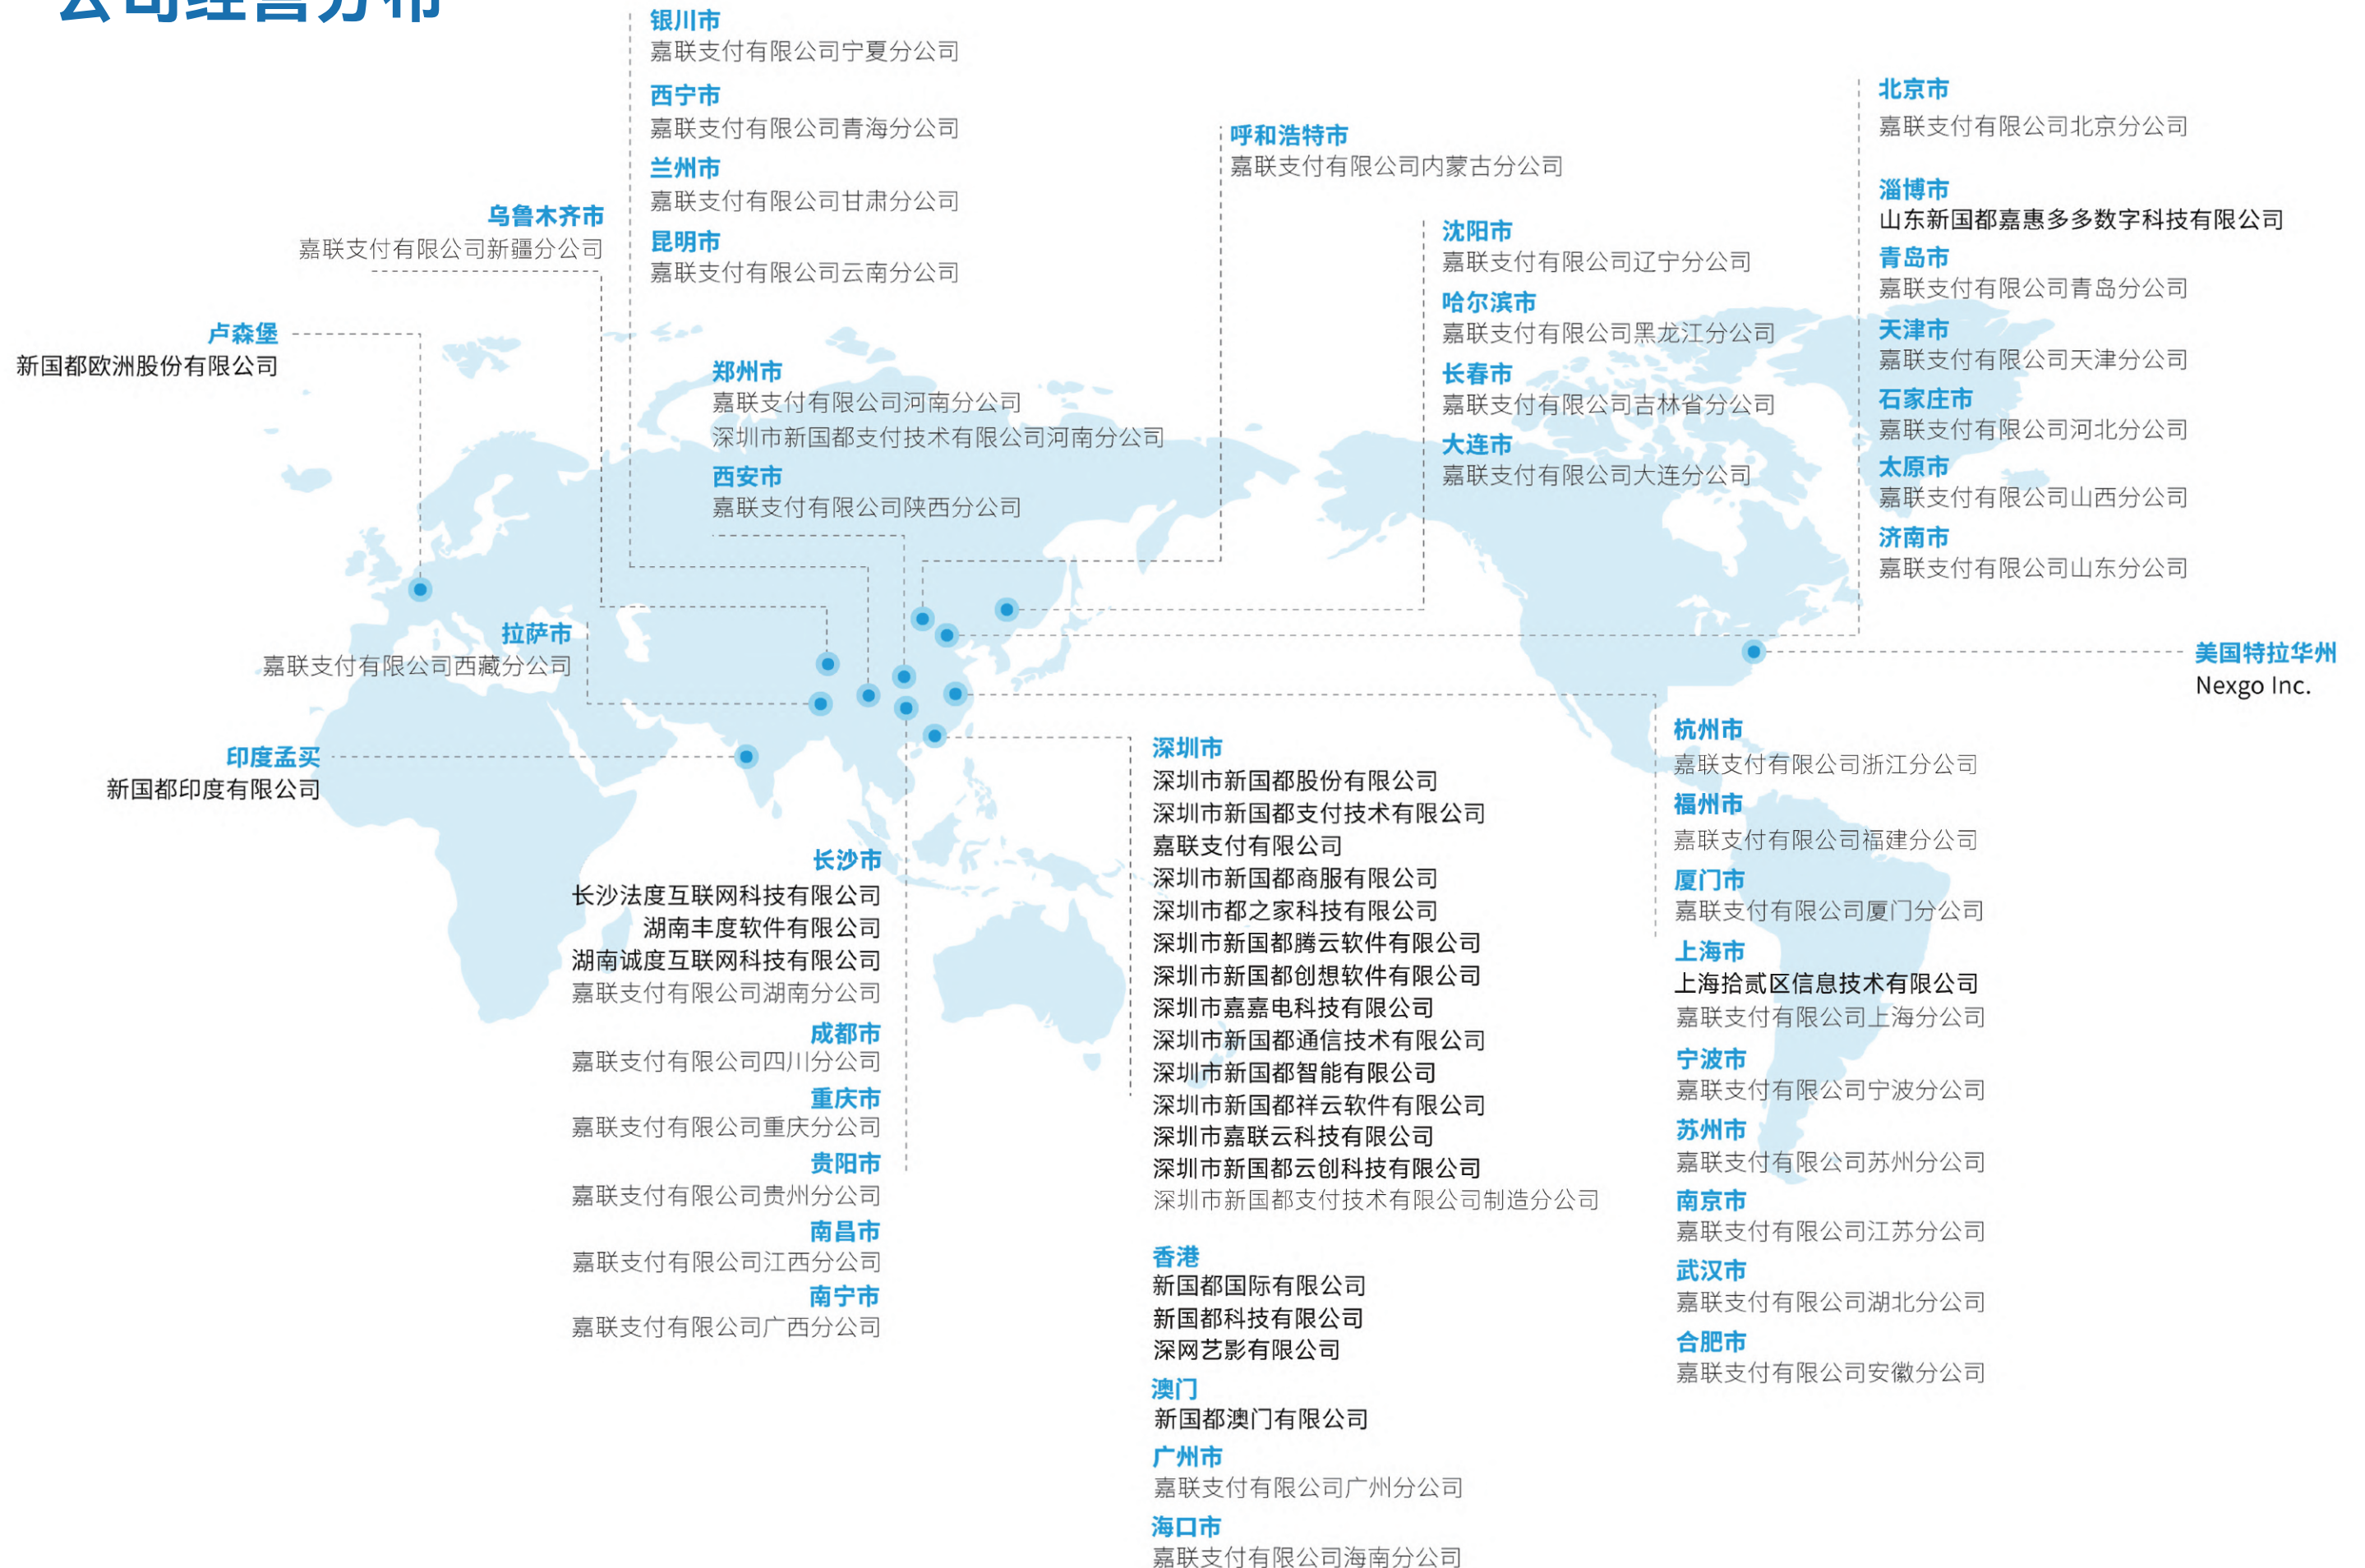 公司经营分布
银川市
嘉联支付有限公司宁夏分公司
西宁市
嘉联支付有限公司青海分公司
兰州市
嘉联支付有限公司甘肃分公司
昆明市
嘉联支付有限公司云南分公司
乌鲁木齐市
嘉联支付有限公司新疆分公司
卢森堡
新国都欧洲股份有限公司
郑州市
嘉联支付有限公司河南分公司
深圳市新国都支付技术有限公司河南分公司
西安市
嘉联支付有限公司陕西分公司
呼和浩特市
嘉联支付有限公司内蒙古分公司
沈阳市
嘉联支付有限公司辽宁分公司
哈尔滨市
嘉联支付有限公司黑龙江分公司
长春市
嘉联支付有限公司吉林省分公司
大连市
嘉联支付有限公司大连分公司
北京市
嘉联支付有限公司北京分公司
淄博市
山东新国都嘉惠多多数字科技有限公司
青岛市
嘉联支付有限公司青岛分公司
天津市
嘉联支付有限公司天津分公司
石家庄市
嘉联支付有限公司河北分公司
太原市
嘉联支付有限公司山西分公司
济南市
嘉联支付有限公司山东分公司
拉萨市
嘉联支付有限公司西藏分公司
美国特拉华州
Nexgo Inc.
印度孟买
新国都印度有限公司
长沙市
长沙法度互联网科技有限公司
湖南丰度软件有限公司
湖南诚度互联网科技有限公司
嘉联支付有限公司湖南分公司
成都市
嘉联支付有限公司四川分公司
重庆市
嘉联支付有限公司重庆分公司
贵阳市
嘉联支付有限公司贵州分公司
南昌市
嘉联支付有限公司江西分公司
南宁市
嘉联支付有限公司广西分公司
深圳市
深圳市新国都股份有限公司
深圳市新国都支付技术有限公司
嘉联支付有限公司
深圳市新国都商服有限公司
深圳市都之家科技有限公司
深圳市新国都腾云软件有限公司
深圳市新国都创想软件有限公司
深圳市嘉嘉电科技有限公司
深圳市新国都通信技术有限公司
深圳市新国都智能有限公司
深圳市新国都祥云软件有限公司
深圳市嘉联云科技有限公司
深圳市新国都云创科技有限公司
深圳市新国都支付技术有限公司制造分公司
香港
新国都国际有限公司
新国都科技有限公司
深网艺影有限公司
澳门
新国都澳门有限公司
广州市
嘉联支付有限公司广州分公司
海口市
嘉联支付有限公司海南分公司
杭州市
嘉联支付有限公司浙江分公司
福州市
嘉联支付有限公司福建分公司
厦门市
嘉联支付有限公司厦门分公司
上海市
上海拾贰区信息技术有限公司
嘉联支付有限公司上海分公司
宁波市
嘉联支付有限公司宁波分公司
苏州市
嘉联支付有限公司苏州分公司
南京市
嘉联支付有限公司江苏分公司
武汉市
嘉联支付有限公司湖北分公司
合肥市
嘉联支付有限公司安徽分公司